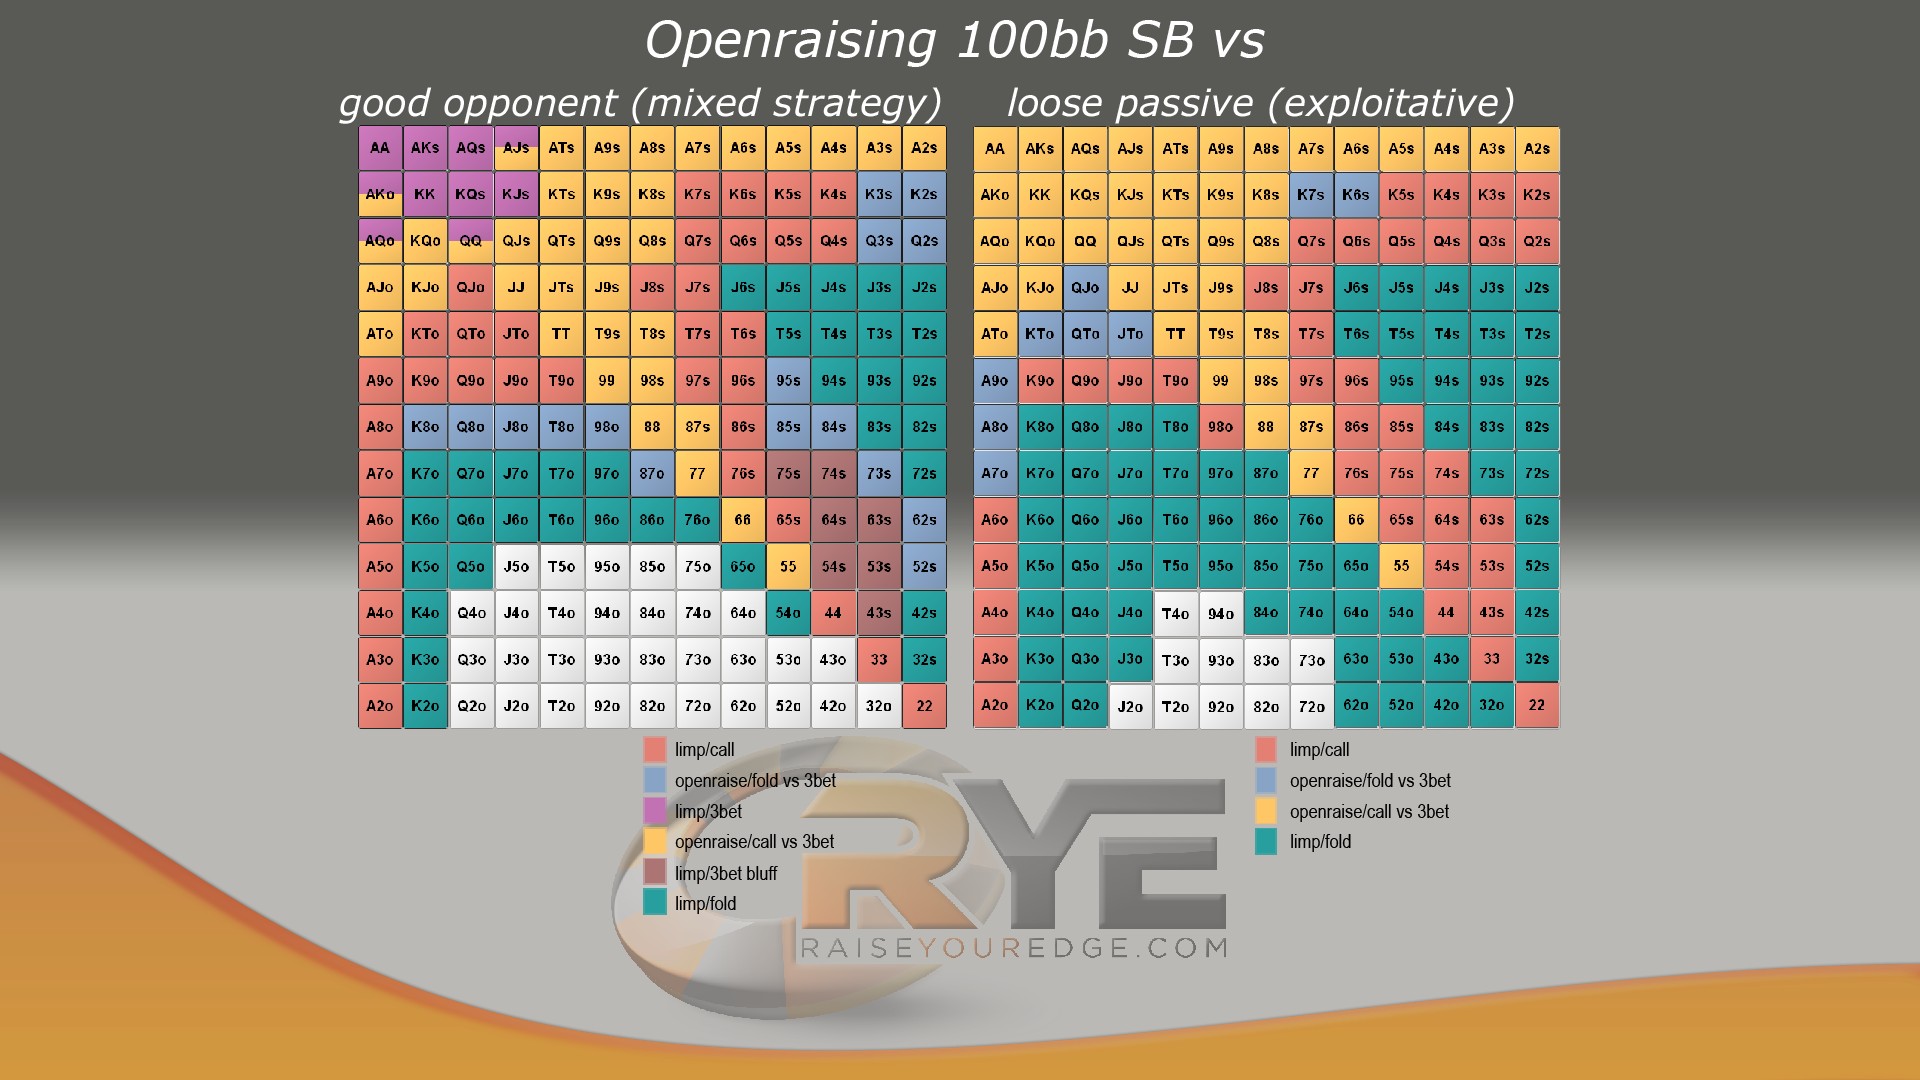 Openraising 100bb SB vs
good opponent (mixed strategy)
AA AKs AQs AJs ATs A9s A8s A7s A6s A5s A4s A3s A2s
AKo KK KQs KJs KTs K9s K8s K7s K6s K5s K4s K3s K2s
AQo KQo QQ QJs QTs Q9s Q8s Q7s Q6s Q5s Q4s Q3s Q2s
AJo KJo QJo JJ JTs J9s J8s J7s J6s J5s J4s J3s J2s
ATo KTo QTo JTo TT T9s T8s T7s T6s T5s T4s T3s T2s
A9o K9o Q9o J9o T9o 99 98s 97s 96s 95s 94s 93s 92s
A8o K8o Q8o J8o T8o 98o 88 87s 86s 85s 84s 83s 82s
A7o K7o Q7o J7o T7o 97o 87o 77 76s 75s 74s 73s 72s
A6o K6o Q6o J6o T6o 96o 86o 76o 66 65s 64s 63s 62s
A5o K5o Q5o J5o T5o 95o 85o 75o 65o 55 54s 53s 52s
A4o K4o Q4o J4o T4o 94o 84o 74o 64o 54o 44 43s 42s
A3o K3o Q3o J3o T3o 93o 83o 73o 63o 53o 43o 33 32s
A2o K2o Q2o J2o T2o 92o 82o 72o 62o 52o 42o 32o 22
limp/call
openraise/fold vs 3bet
limp/3bet
openraise/call vs 3bet
limp/3bet bluff
limp/fold
loose passive (exploitative)
AA AKs AQs AJs ATs A9s A8s A7s A6s A5s A4s A3s A2s
AKo KK KQs KJs KTs K9s K8s K7s K6s K5s K4s K3s K2s
AQo KQo QQ QJs QTs Q9s Q8s Q7s Q6s Q5s Q4s Q3s Q2s
AJo KJo QJo JJ JTs J9s J8s J7s J6s J5s J4s J3s J2s
ATo KTo QTo JTo TT T9s T8s T7s T6s T5s T4s T3s T2s
A9o K9o Q9o J9o T9o 99 98s 97s 96s 95s 94s 93s 92s
A8o K8o Q8o J8o T8o 98o 88 87s 86s 85s 84s 83s 82s
A7o K7o Q7o J7o T7o 97o 87o 77 76s 75s 74s 73s 72s
A6o K6o Q6o J6o T6o 96o 86o 76o 66 65s 64s 63s 62s
A5o K5o Q5o J5o T5o 95o 85o 75o 65o 55 54s 53s 52s
A4o K4o Q4o J4o T4o 94o 84o 74o 64o 54o 44 43s 42s
A3o K3o Q3o J3o T3o 93o 83o 73o 63o 53o 43o 33 32s
A2o K2o Q2o J2o T2o 92o 82o 72o 62o 52o 42o 32o 22
limp/call
openraise/fold vs 3bet
openraise/call vs 3bet
limp/fold
RYE
RAISEYOUREDGE.COM